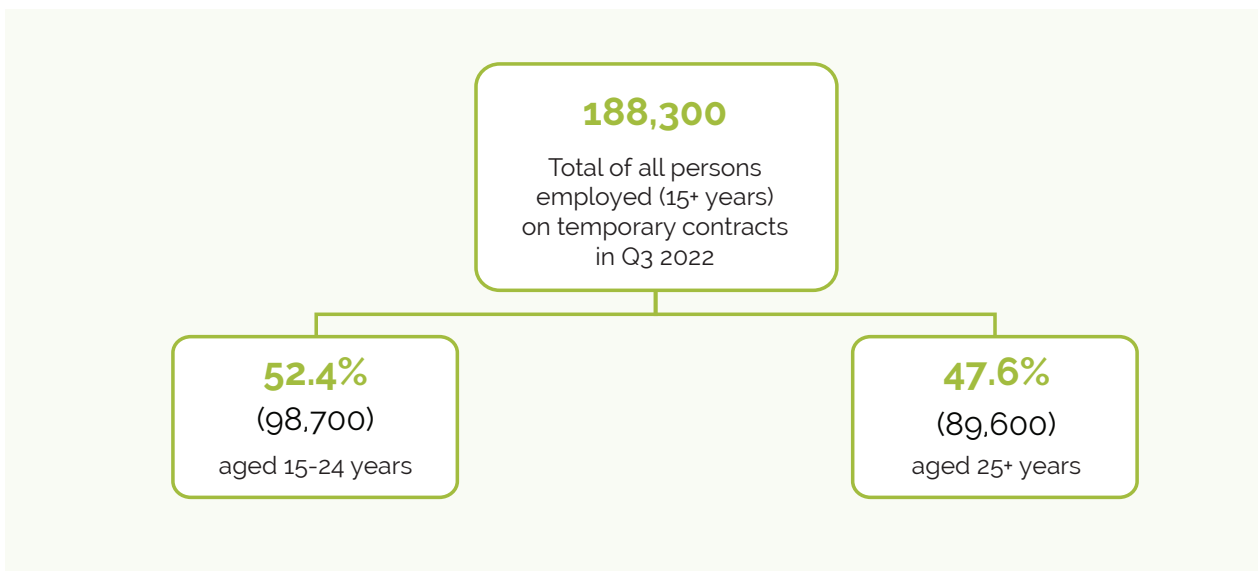 188,300
Total of all persons
employed (15+ years)
on temporary contracts
in Q3 2022
52.4%
(98,700)
aged 15-24 years
47.6%
(89,600)
aged 25+ years